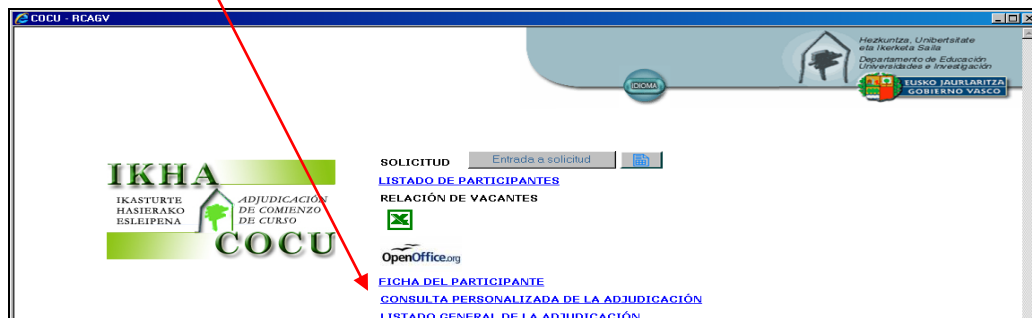 COCU - RCAGV
Hezkuntza, Unibertsitate
eta Ikerketa Saila
Departamento de Educación
Universidades e Investigación
IDIOMA
EUSKO JAURLARITZA
GOBIERNO VASCO
SOLICITUD Entrada a solicitud
LISTADO DE PARTICIPANTES
RELACIÓN DE VACANTES
IKHA
IKASTURTE
HASIERAKO
ESLEIPENA
ADJUDICACIÓN
DE COMIENZO
DE CURSO
COCU
OpenOffice.org
FICHA DEL PARTICIPANTE
CONSULTA PERSONALIZADA DE LA ADJUDICACIÓN
LISTADO GENERAL DE LA ADJUDICACIÓN